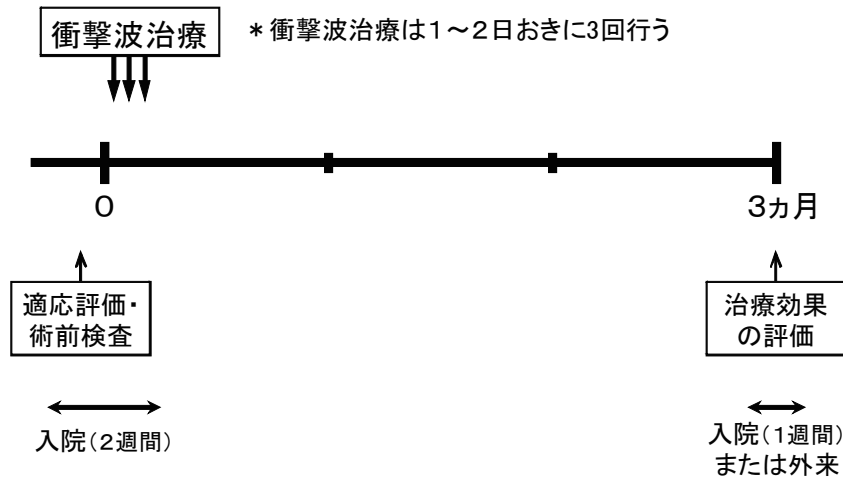 衝撃波治療
＊衝撃波治療は１～２日おきに3回行う
０
３ヵ月
適応評価・
術前検査
治療効果
の評価
入院（２週間）
入院（１週間）
または外来